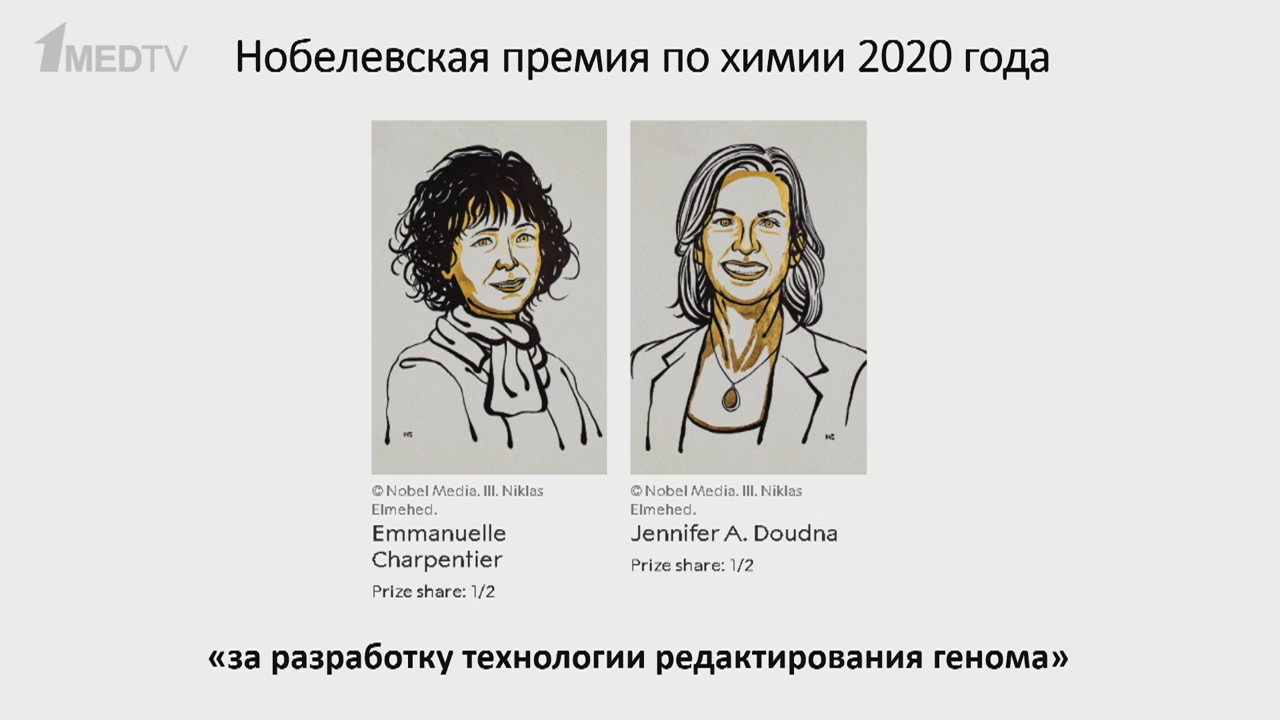 1MEDTV
Нобелевская премия по химии 2020 года
© Nobel Media. Ill. Niklas
Elmehed.
Emmanuelle
Charpentier
Prize share: 1/2
© Nobel Media. Ill. Niklas
Elmehed.
Jennifer A. Doudna
Prize share: 1/2
«за разработку технологии редактирования генома»